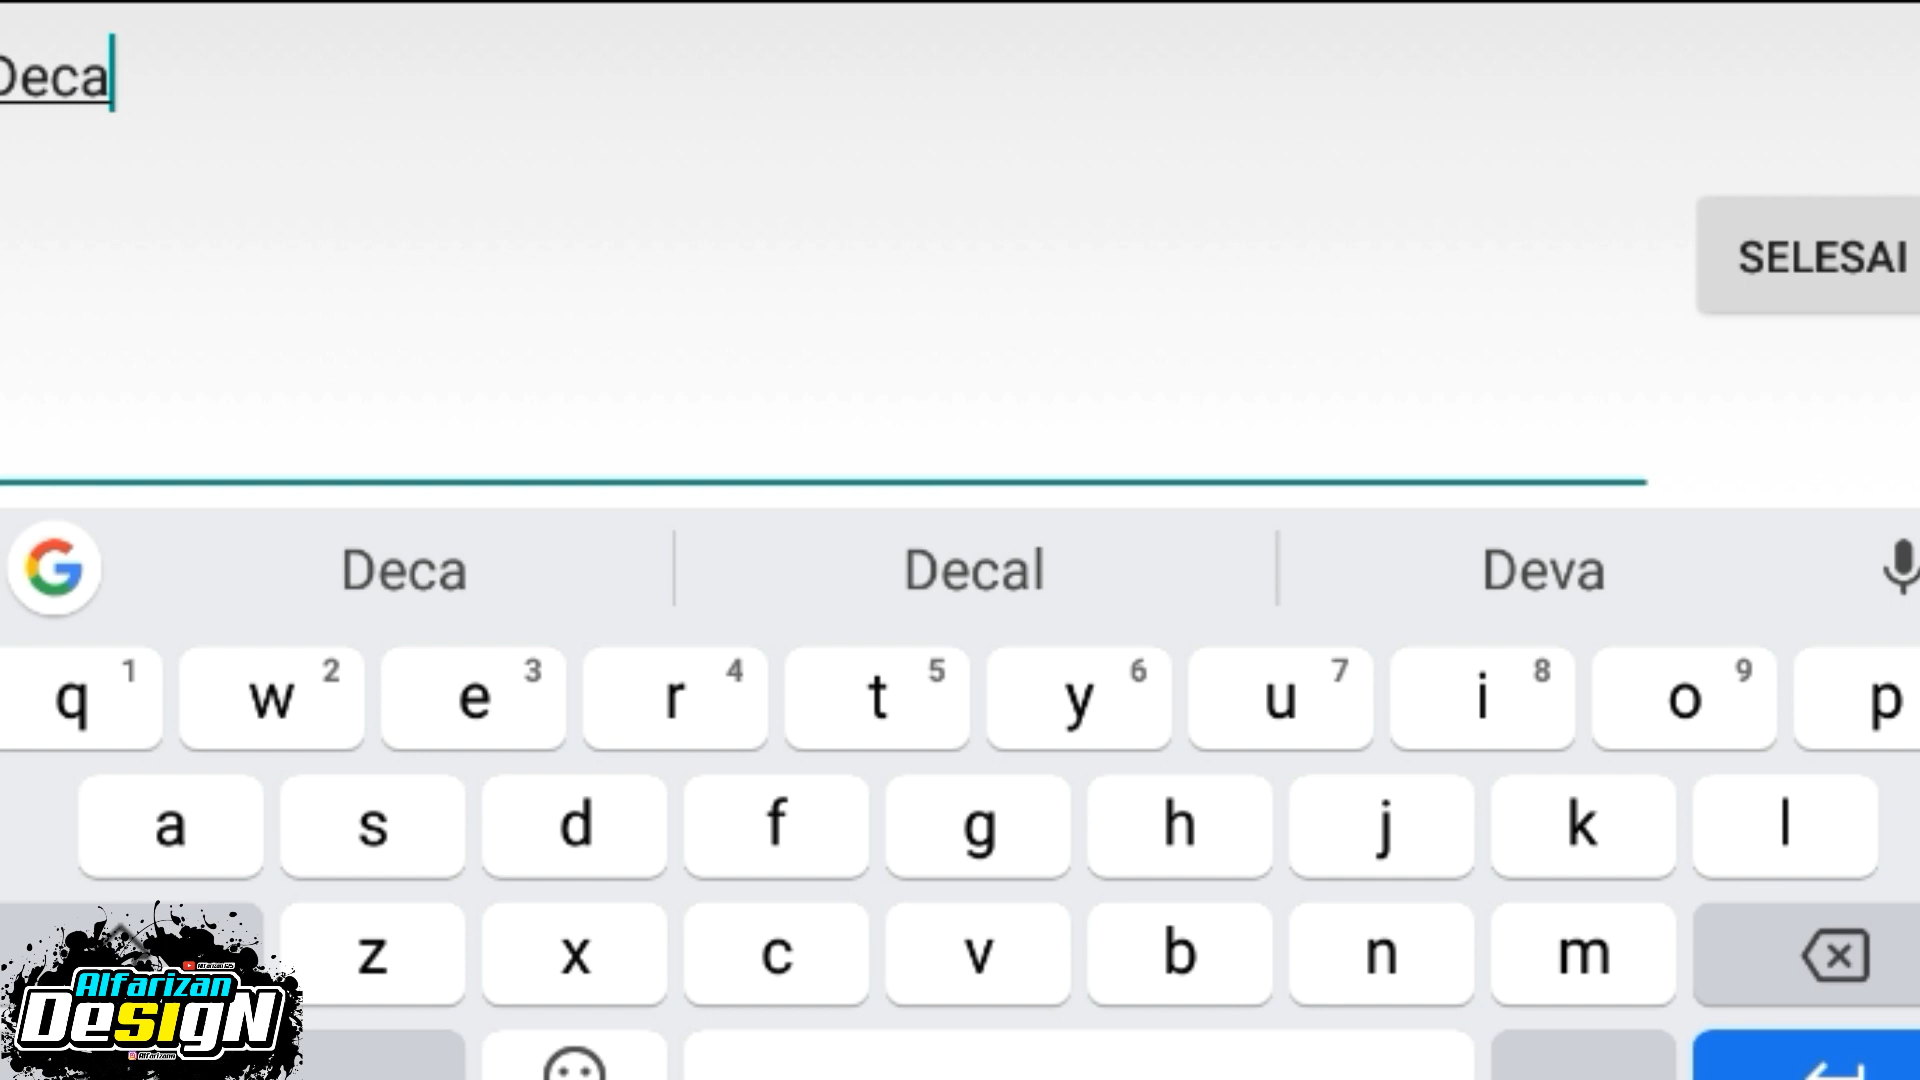 Deca
SELESAI
G Deca Decal Deva
q 1 w 2 e 3 r 4 t 5 y 6 u 7 i 8 o 9 p
a s d f g h j k l
z x c v b n m
Alfarizan
DesigN